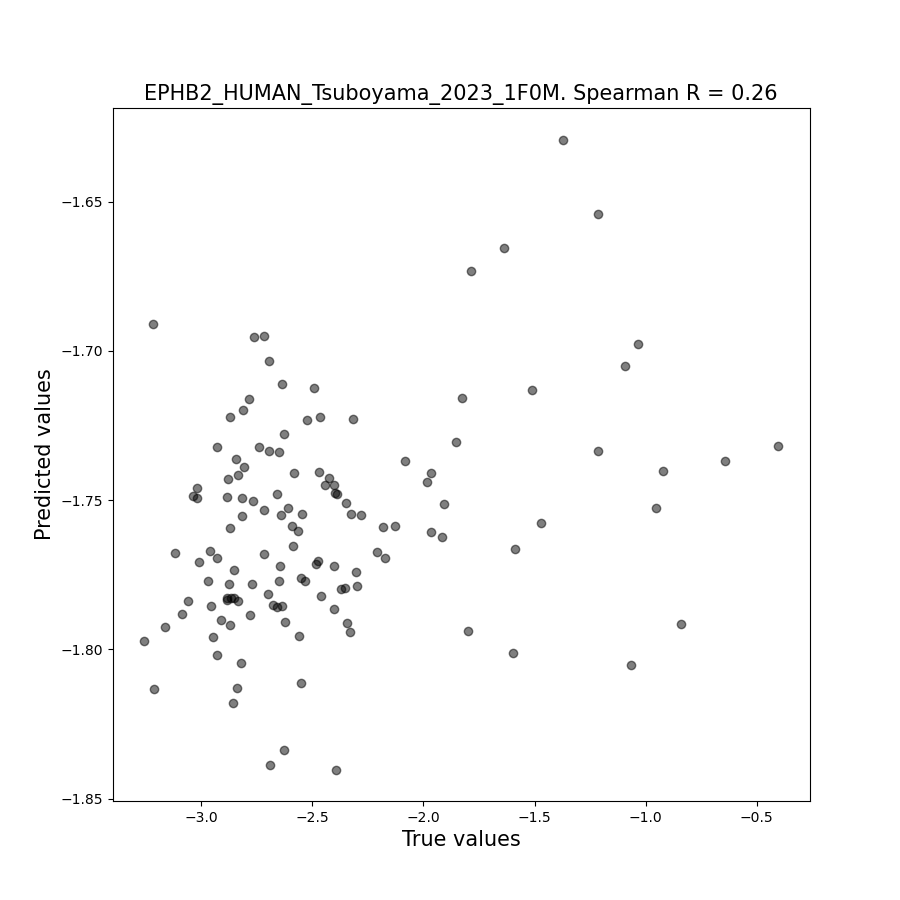 EPHB2_HUMAN_Tsuboyama_2023_1F0M. Spearman R = 0.26
−1.65
−1.70
−1.75
−1.80
−1.85
Predicted values
−3.0 −2.5 −2.0 −1.5 −1.0 −0.5
True values